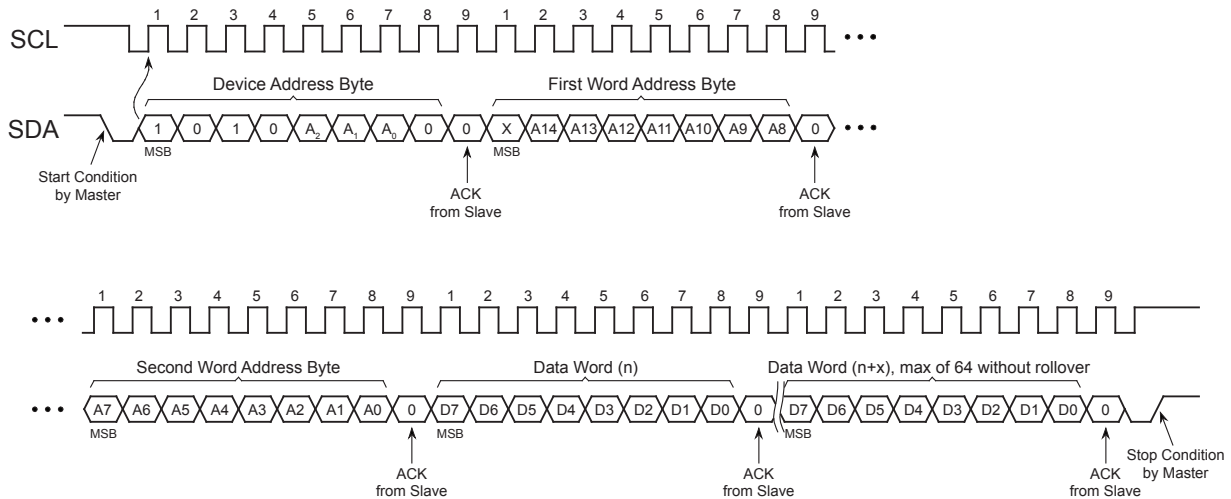 SCL
1 2 3 4 5 6 7 8 9 1 2 3 4 5 6 7 8 9
Device Address Byte First Word Address Byte
SDA
1 0 1 0 A2 A1 A0 0 0 X A14 A13 A12 A11 A10 A9 A8 0
MSB MSB
Start Condition
by Master
ACK
from Slave
ACK
from Slave
1 2 3 4 5 6 7 8 9 1 2 3 4 5 6 7 8 9 1 2 3 4 5 6 7 8 9
Second Word Address Byte Data Word (n) Data Word (n+x), max of 64 without rollover
A7 A6 A5 A4 A3 A2 A1 A0 0 D7 D6 D5 D4 D3 D2 D1 D0 0 D7 D6 D5 D4 D3 D2 D1 D0 0
MSB MSB MSB
ACK
from Slave
ACK
from Slave
ACK
from Slave
Stop Condition
by Master